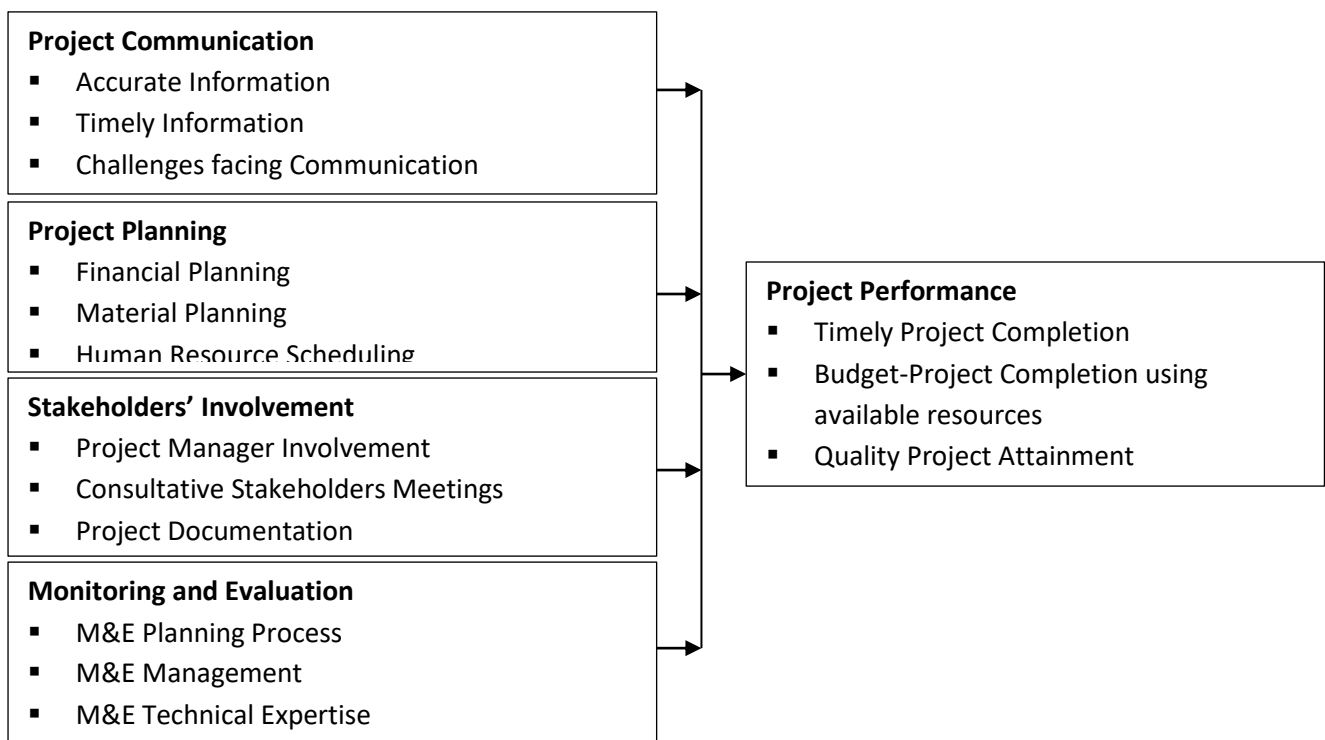 Project Communication
▪ Accurate Information
▪ Timely Information
▪ Challenges facing Communication
Project Planning
▪ Financial Planning
▪ Material Planning
▪ Human Resource Scheduling
Stakeholders’ Involvement
▪ Project Manager Involvement
▪ Consultative Stakeholders Meetings
▪ Project Documentation
Monitoring and Evaluation
▪ M&E Planning Process
▪ M&E Management
▪ M&E Technical Expertise
Project Performance
▪ Timely Project Completion
▪ Budget-Project Completion using
available resources
▪ Quality Project Attainment